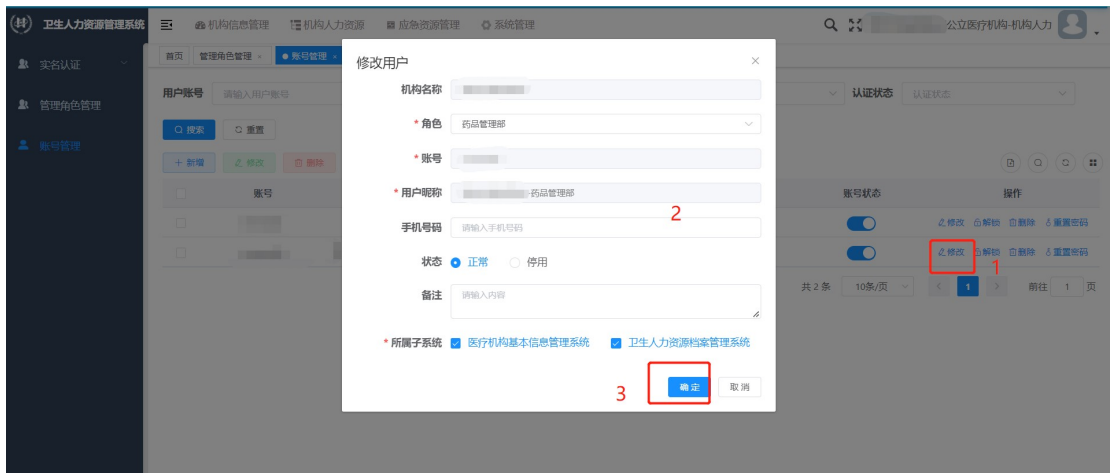 卫生人力资源管理系统
机构信息管理 机构人力资源 应急资源管理 系统管理
公立医疗机构-机构人力
实名认证
管理角色管理
账号管理
首页 管理角色管理 × 账号管理 ×
用户账号 请输入用户账号
认证状态 认证状态
搜索 重置
+ 新增 修改 删除
账号 账号状态 操作
修改 解锁 删除 重置密码
修改 解锁 删除 重置密码
1
共 2 条 10条/页 < 1 > 前往 1 页
修改用户 ×
机构名称
* 角色 药品管理部
* 账号
* 用户昵称 -药品管理部
2
手机号码 请输入手机号码
状态 正常 停用
备注 请输入内容
* 所属子系统 医疗机构基本信息管理系统 卫生人力资源档案管理系统
3
确定 取消